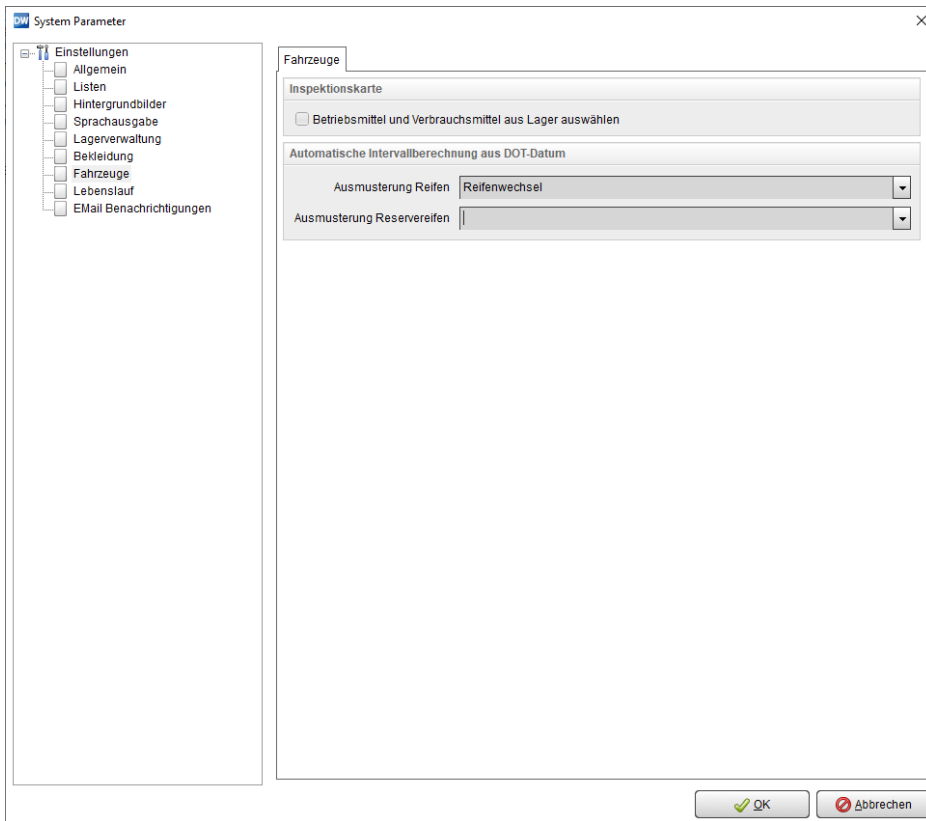 DW System Parameter
Einstellungen
Allgemein
Listen
Hintergrundbilder
Sprachausgabe
Lagerverwaltung
Bekleidung
Fahrzeuge
Lebenslauf
EMail Benachrichtigungen
Fahrzeuge
Inspektionskarte
Betriebsmittel und Verbrauchsmittel aus Lager auswählen
Automatische Intervallberechnung aus DOT-Datum
Ausmusterung Reifen Reifenwechsel
Ausmusterung Reservereifen
OK Abbrechen